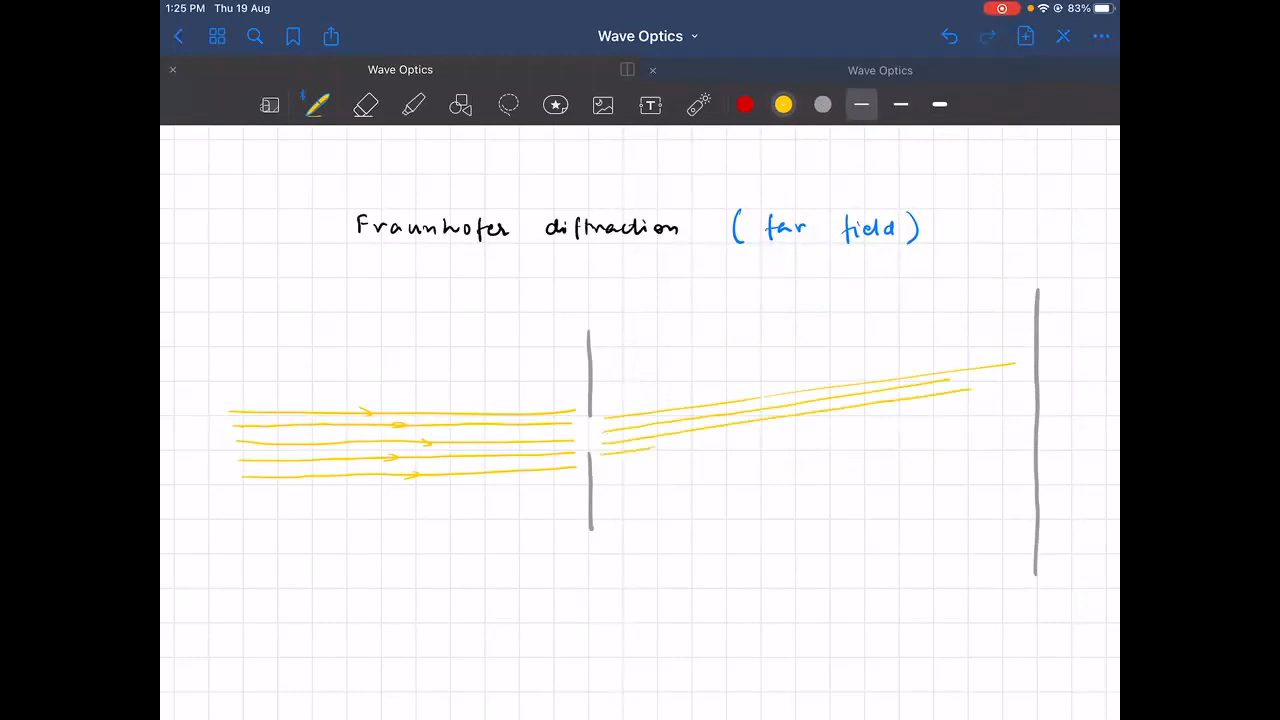 1:25 PM Thu 19 Aug 83%
Wave Optics
Wave Optics Wave Optics
T
Fraunhofer diffraction (far field)